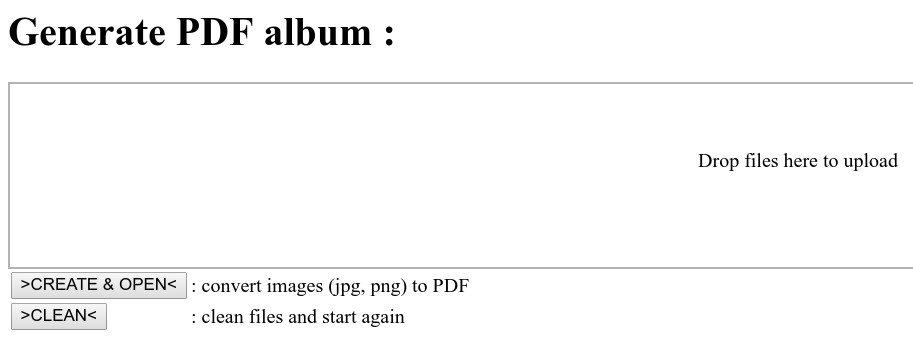 Generate PDF album :
Drop files here to upload
>CREATE & OPEN< : convert images (jpg, png) to PDF
>CLEAN< : clean files and start again